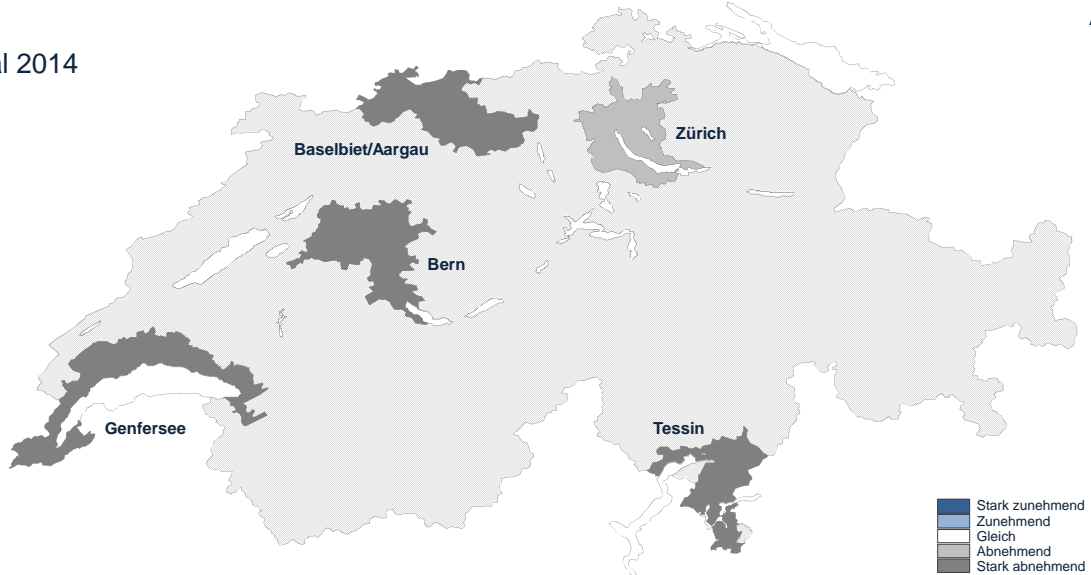 al 2014
Zürich
Baselbiet/Aargau
Bern
Genfersee
Tessin
Stark zunehmend
Zunehmend
Gleich
Abnehmend
Stark abnehmend